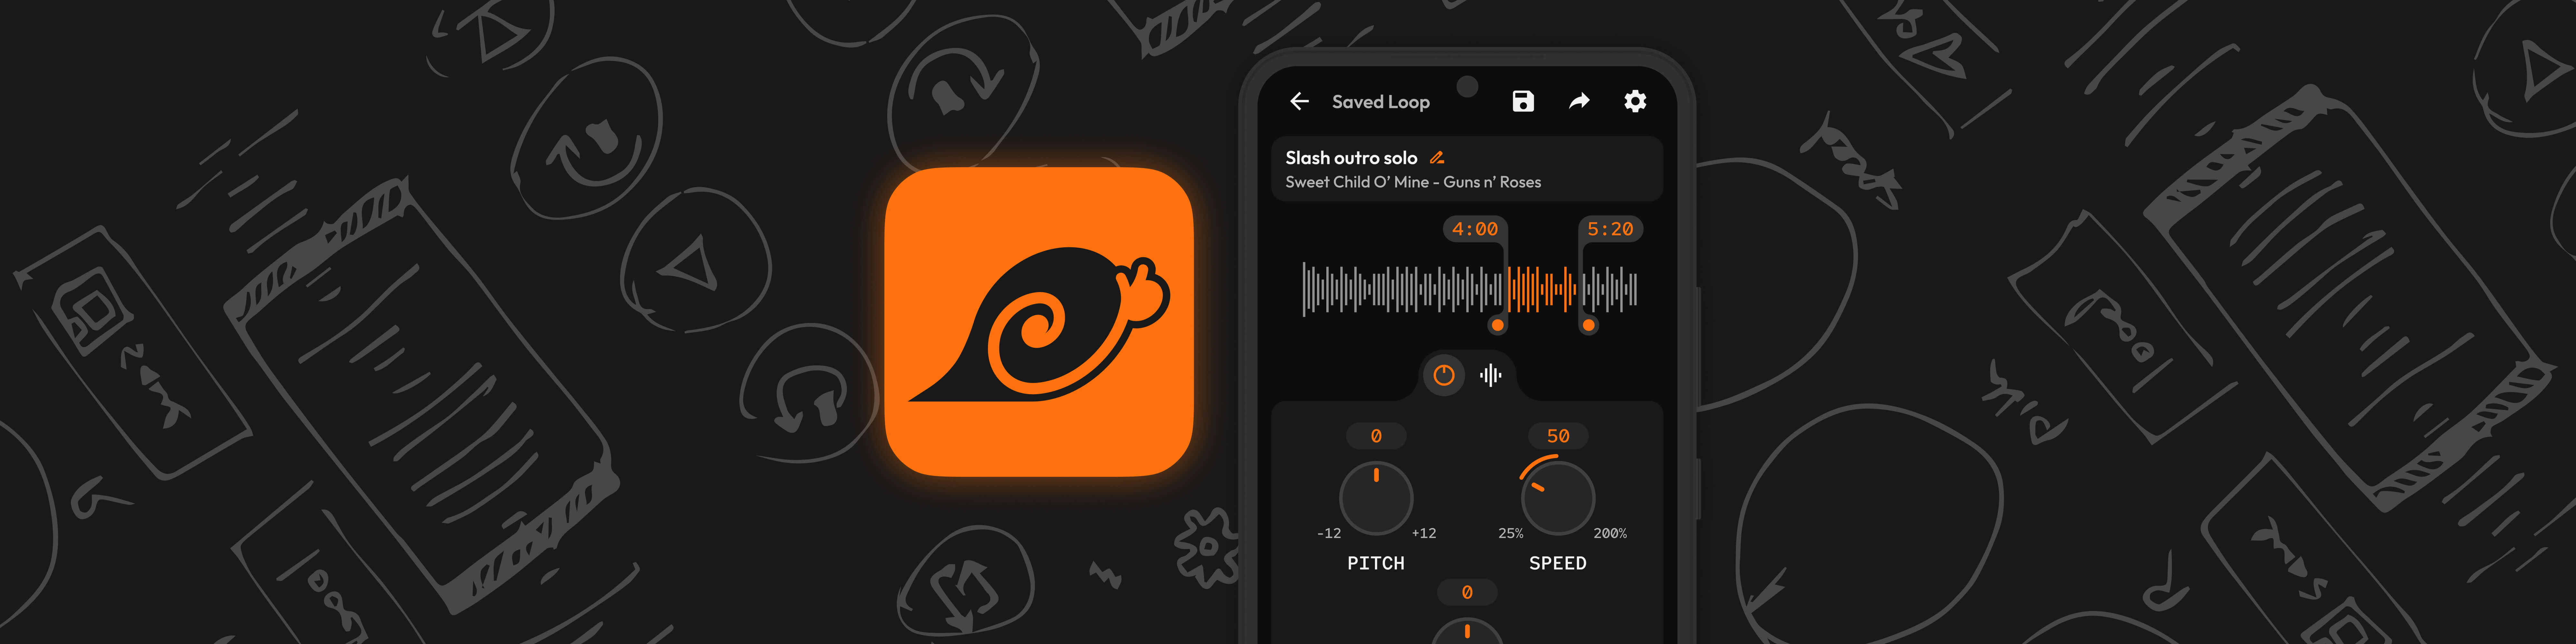 Saved Loop
Slash outro solo
Sweet Child O’ Mine - Guns n’ Roses
4:00 5:20
0 50
-12 +12 25% 200%
PITCH SPEED
0